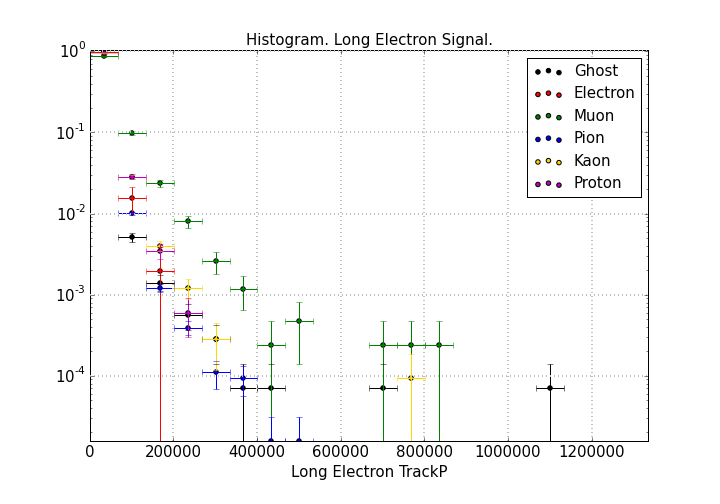 Histogram. Long Electron Signal.
10^0
10^-1
10^-2
10^-3
10^-4
Ghost
Electron
Muon
Pion
Kaon
Proton
0 200000 400000 600000 800000 1000000 1200000
Long Electron TrackP